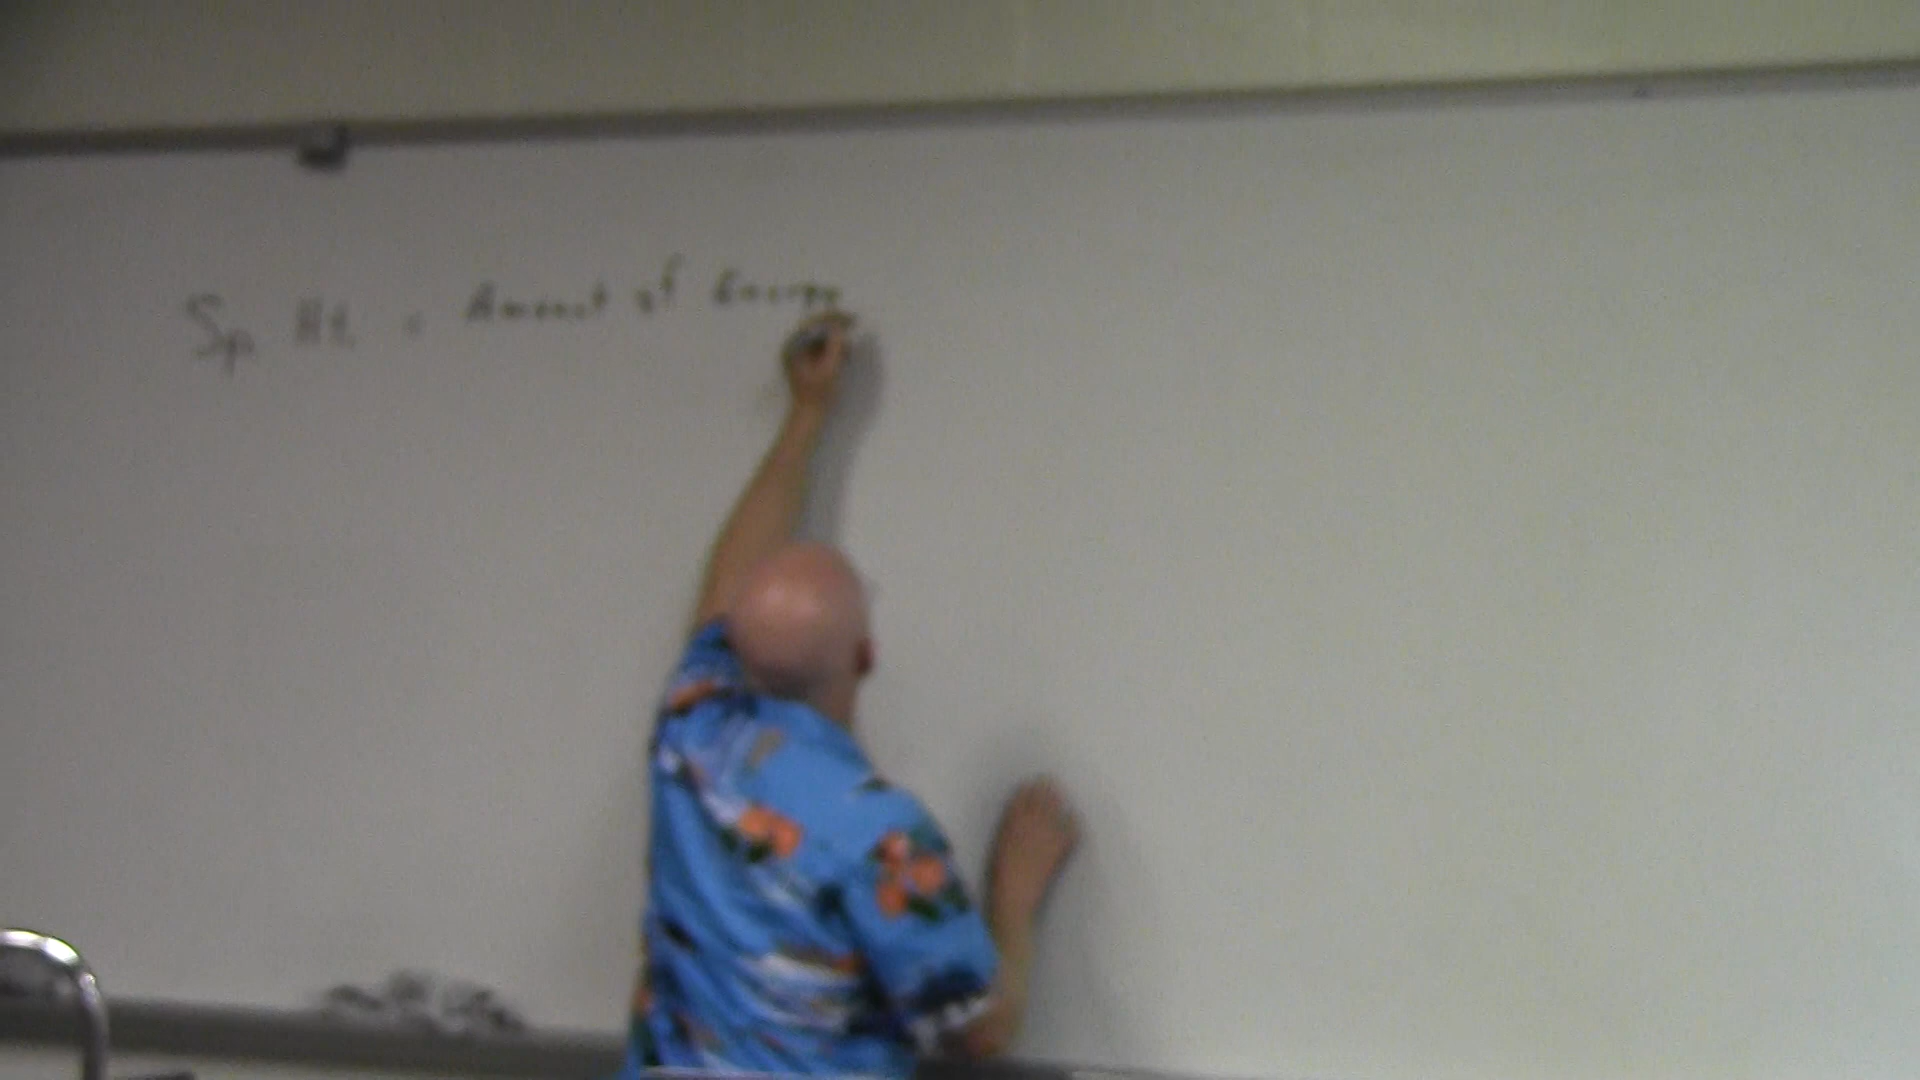 Sp. Ht. = Amount of Energy